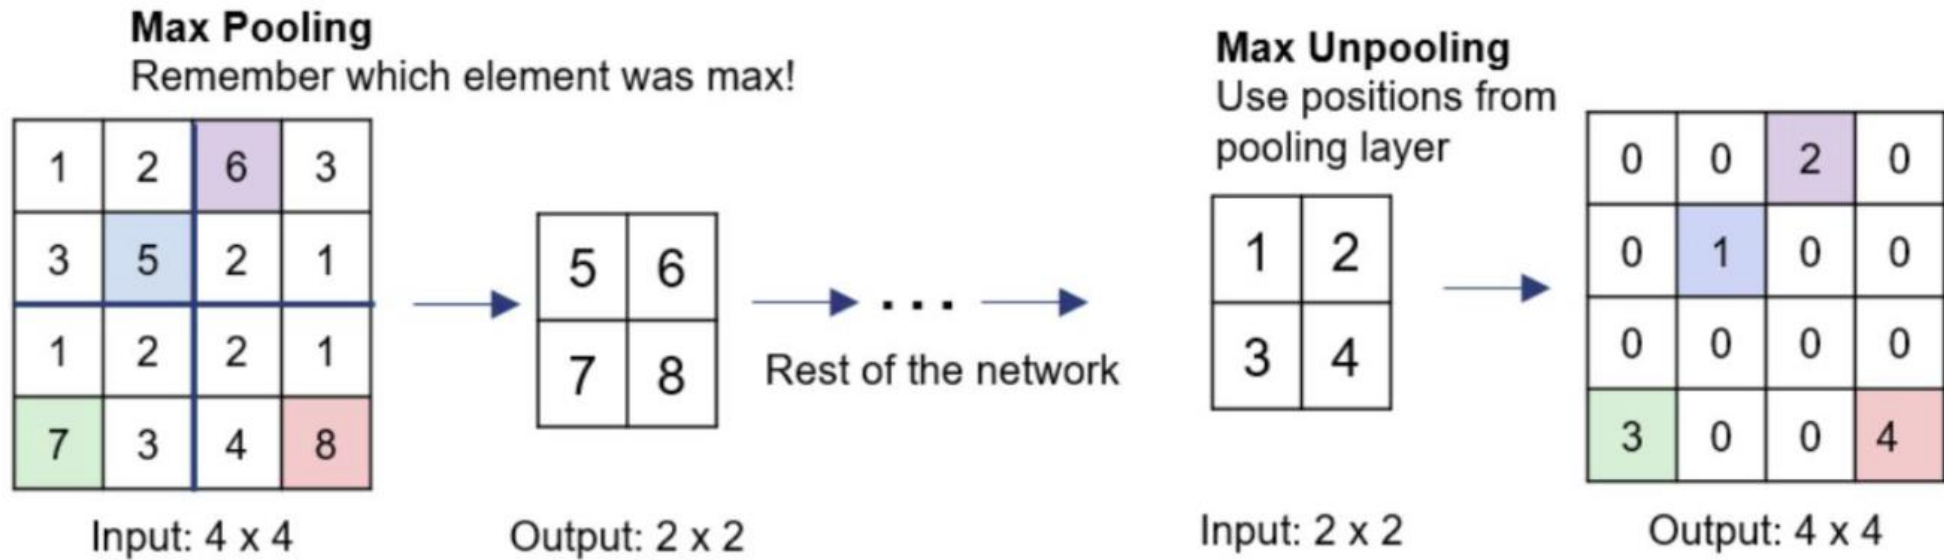 Max Pooling
Remember which element was max!
1 2 6 3
3 5 2 1
1 2 2 1
7 3 4 8
Input: 4 x 4
5 6
7 8
Output: 2 x 2
...
Rest of the network
Max Unpooling
Use positions from
pooling layer
1 2
3 4
Input: 2 x 2
0 0 2 0
0 1 0 0
0 0 0 0
3 0 0 4
Output: 4 x 4